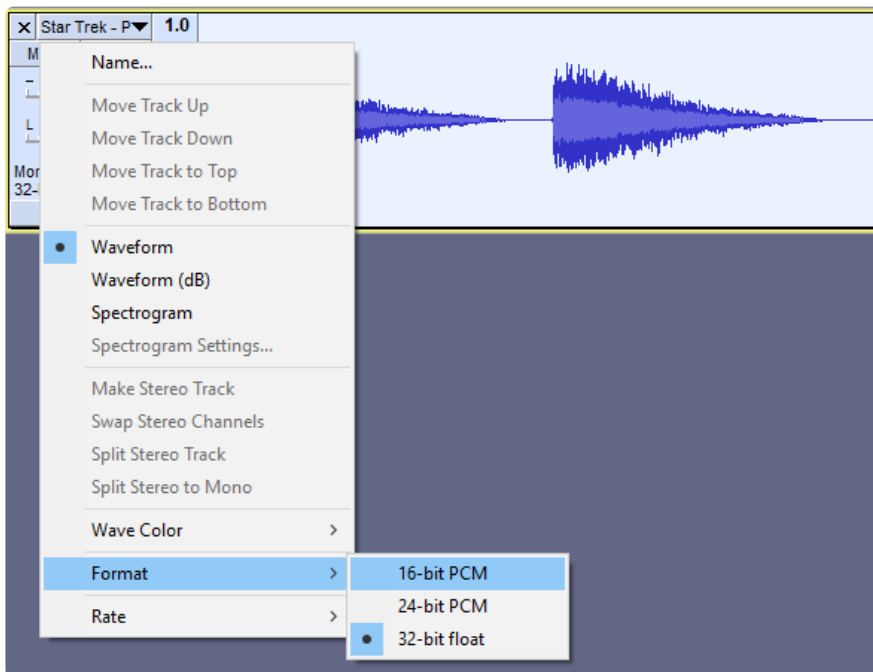 × Star Trek - P 1.0
M
Name...
-
Move Track Up
L
Move Track Down
Mon
Move Track to Top
32-
Move Track to Bottom
Waveform
Waveform (dB)
Spectrogram
Spectrogram Settings...
Make Stereo Track
Swap Stereo Channels
Split Stereo Track
Split Stereo to Mono
Wave Color
Format
16-bit PCM
24-bit PCM
Rate
32-bit float